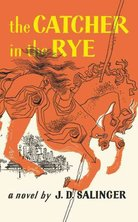 the CATCHER
in the RYE
a novel by J. D. SALINGER